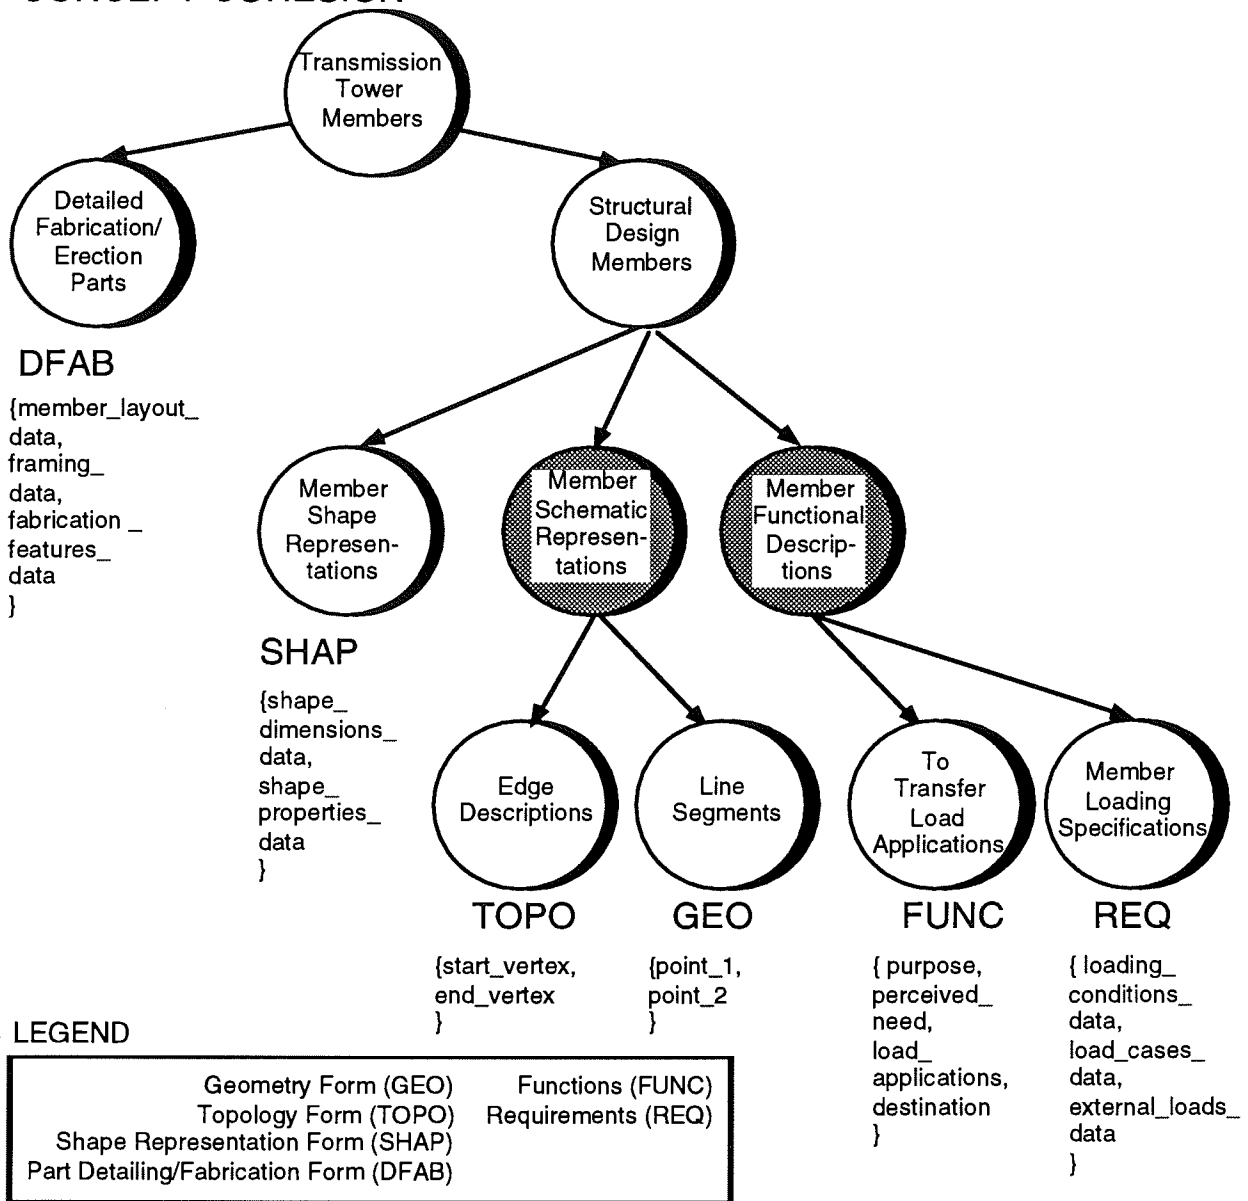 CONCEPT COHESION
Transmission
Tower
Members
Detailed
Fabrication/
Erection
Parts
Structural
Design
Members
DFAB
{member_layout_
data,
framing_
data,
fabrication _
features_
data
}
Member
Shape
Represen-
tations
Member
Schematic
Represen-
tations
Member
Functional
Descrip-
tions
SHAP
{shape_
dimensions_
data,
shape_
properties_
data
}
Edge
Descriptions
Line
Segments
To
Transfer
Load
Applications
Member
Loading
Specifications
TOPO
{start_vertex,
end_vertex
}
GEO
{point_1,
point_2
}
FUNC
{ purpose,
perceived_
need,
load_
applications,
destination
}
REQ
{ loading_
conditions_
data,
load_cases_
data,
external_loads_
data
}
LEGEND
Geometry Form (GEO)
Topology Form (TOPO)
Shape Representation Form (SHAP)
Part Detailing/Fabrication Form (DFAB)
Functions (FUNC)
Requirements (REQ)